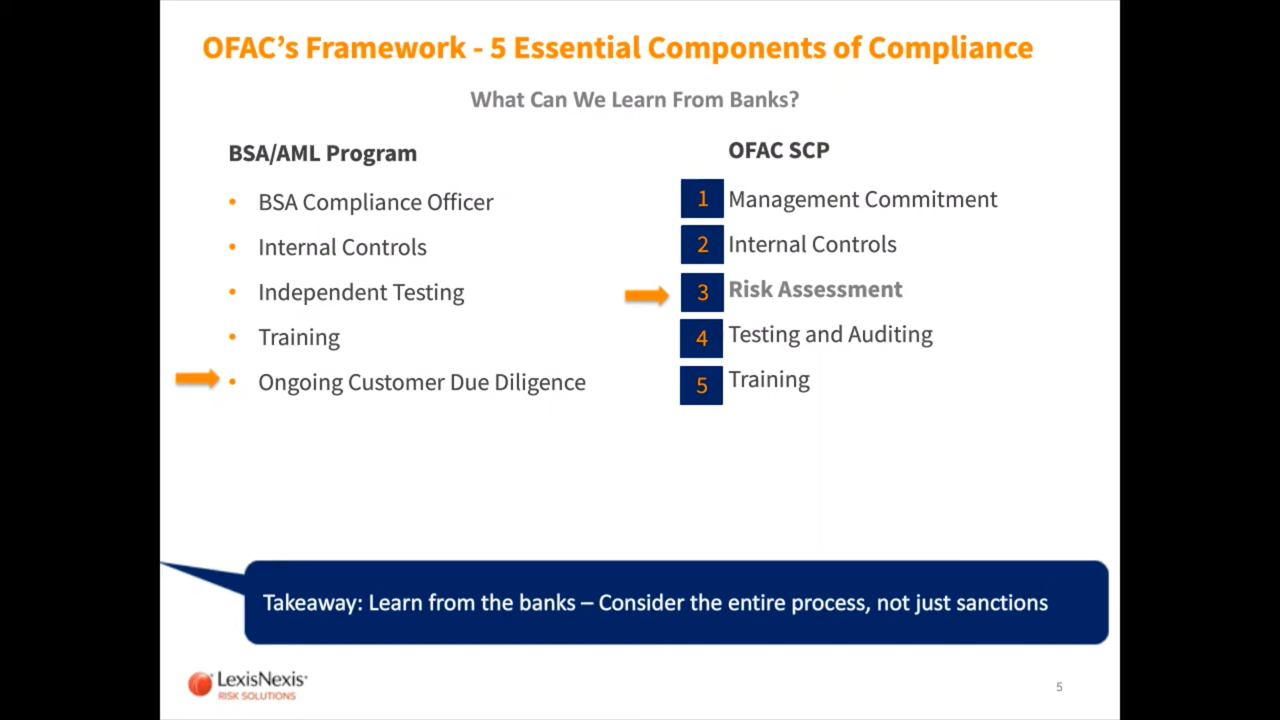 OFAC's Framework - 5 Essential Components of Compliance
What Can We Learn From Banks?
BSA/AML Program
• BSA Compliance Officer
• Internal Controls
• Independent Testing
• Training
• Ongoing Customer Due Diligence
OFAC SCP
1 Management Commitment
2 Internal Controls
3 Risk Assessment
4 Testing and Auditing
5 Training
Takeaway: Learn from the banks – Consider the entire process, not just sanctions
LexisNexis
RISK SOLUTIONS
5